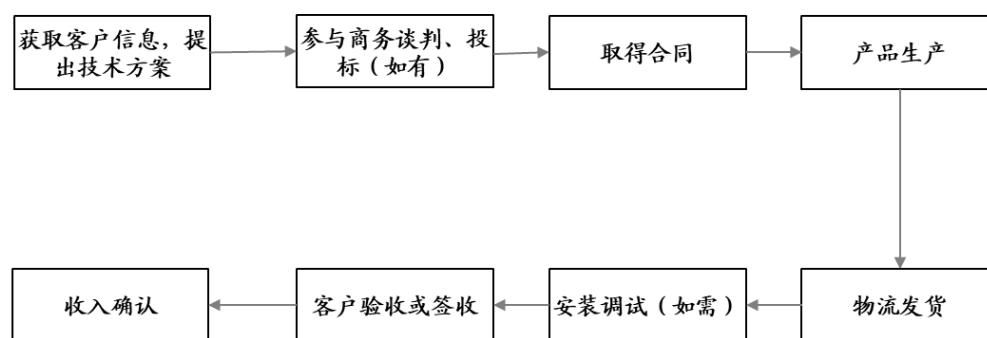 获取客户信息，提
出技术方案
参与商务谈判、投
标（如有）
取得合同
产品生产
物流发货
安装调试（如需）
客户验收或签收
收入确认